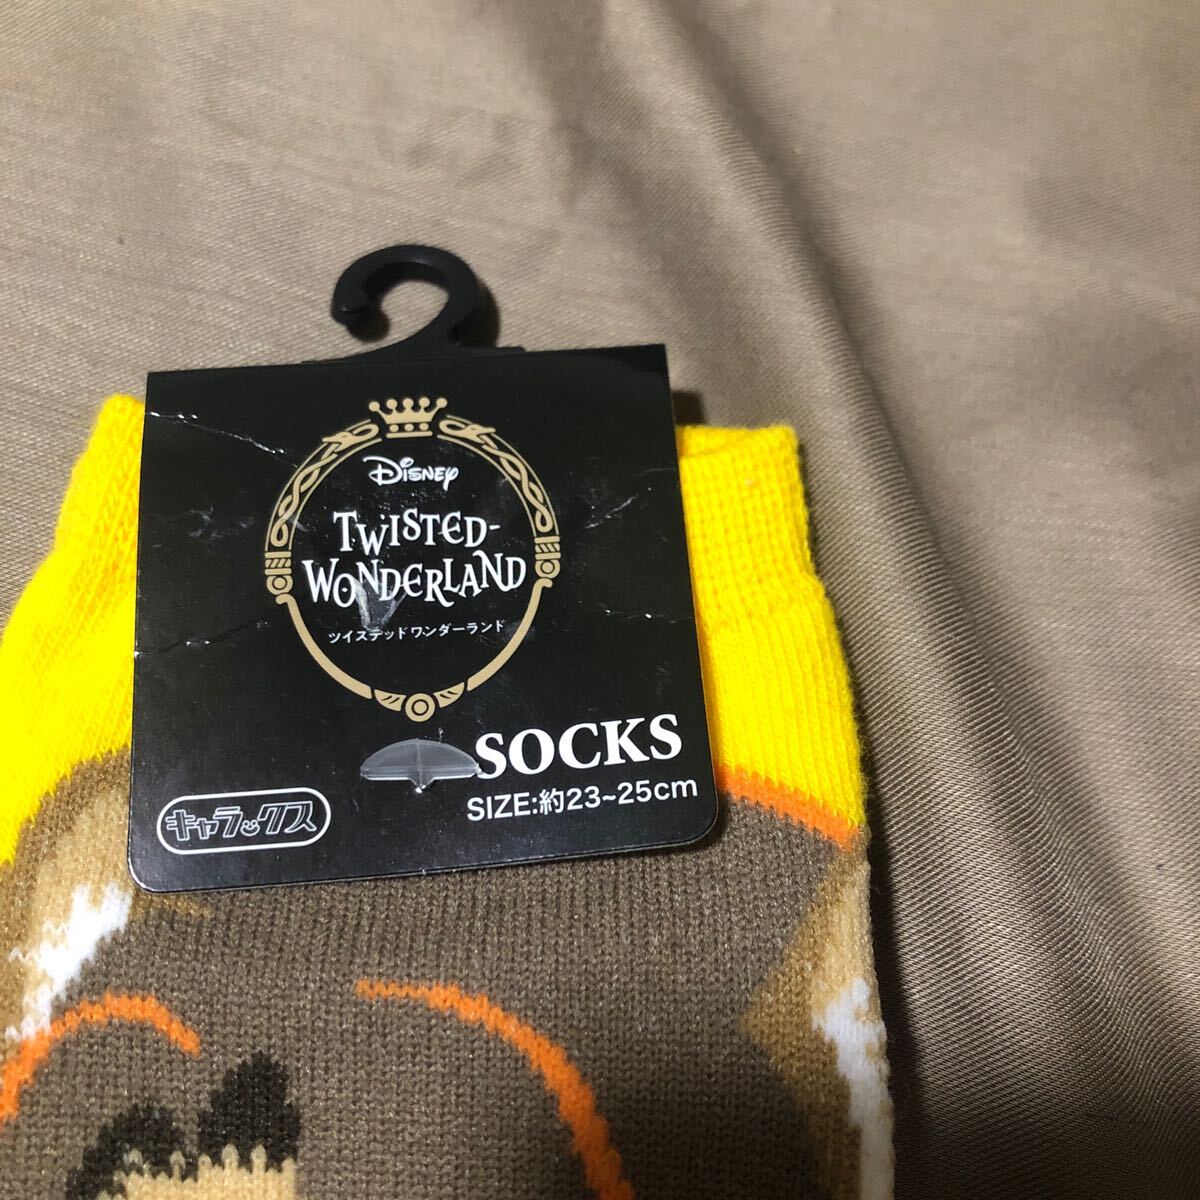 Disney
TWISTED-
WONDERLAND
ツイステッドワンダーランド
SOCKS
SIZE:約23~25cm
キャラックス